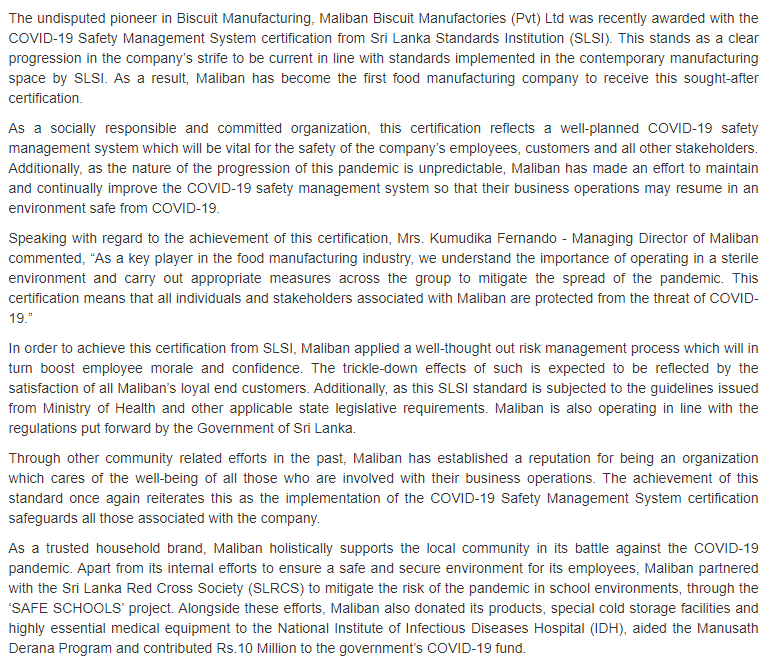 The undisputed pioneer in Biscuit Manufacturing, Maliban Biscuit Manufactories (Pvt) Ltd was recently awarded with the
COVID-19 Safety Management System certification from Sri Lanka Standards Institution (SLSI). This stands as a clear
progression in the company's strife to be current in line with standards implemented in the contemporary manufacturing
space by SLSI. As a result, Maliban has become the first food manufacturing company to receive this sought-after
certification.
As a socially responsible and committed organization, this certification reflects a well-planned COVID-19 safety
management system which will be vital for the safety of the company's employees, customers and all other stakeholders.
Additionally, as the nature of the progression of this pandemic is unpredictable, Maliban has made an effort to maintain
and continually improve the COVID-19 safety management system so that their business operations may resume in an
environment safe from COVID-19.
Speaking with regard to the achievement of this certification, Mrs. Kumudika Fernando - Managing Director of Maliban
commented, “As a key player in the food manufacturing industry, we understand the importance of operating in a sterile
environment and carry out appropriate measures across the group to mitigate the spread of the pandemic. This
certification means that all individuals and stakeholders associated with Maliban are protected from the threat of COVID-
19.”
In order to achieve this certification from SLSI, Maliban applied a well-thought out risk management process which will in
turn boost employee morale and confidence. The trickle-down effects of such is expected to be reflected by the
satisfaction of all Maliban's loyal end customers. Additionally, as this SLSI standard is subjected to the guidelines issued
from Ministry of Health and other applicable state legislative requirements. Maliban is also operating in line with the
regulations put forward by the Government of Sri Lanka.
Through other community related efforts in the past, Maliban has established a reputation for being an organization
which cares of the well-being of all those who are involved with their business operations. The achievement of this
standard once again reiterates this as the implementation of the COVID-19 Safety Management System certification
safeguards all those associated with the company.
As a trusted household brand, Maliban holistically supports the local community in its battle against the COVID-19
pandemic. Apart from its internal efforts to ensure a safe and secure environment for its employees, Maliban partnered
with the Sri Lanka Red Cross Society (SLRCS) to mitigate the risk of the pandemic in school environments, through the
‘SAFE SCHOOLS’ project. Alongside these efforts, Maliban also donated its products, special cold storage facilities and
highly essential medical equipment to the National Institute of Infectious Diseases Hospital (IDH), aided the Manusath
Derana Program and contributed Rs.10 Million to the government's COVID-19 fund.